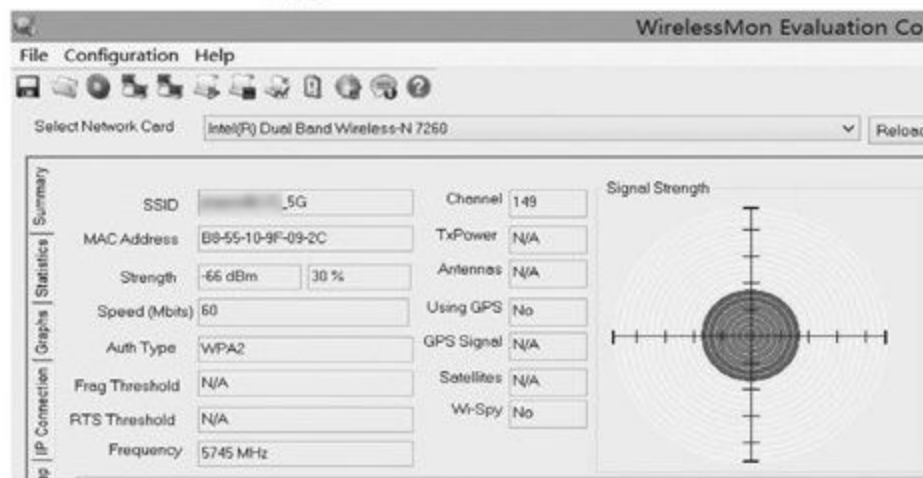 WirelessMon Evaluation Co
File Configuration Help
Select Network Card Intel(R) Dual Band Wireless-N 7260 Reload
Summary
Statistics
Graphs
IP Connection
SSID _5G
MAC Address B8-55-10-9F-09-2C
Strength -66 dBm 30 %
Speed (Mbits) 60
Auth Type WPA2
Frag Threshold N/A
RTS Threshold N/A
Frequency 5745 MHz
Channel 149
TxPower N/A
Antennas N/A
Using GPS No
GPS Signal N/A
Satellites N/A
Wi-Spy No
Signal Strength